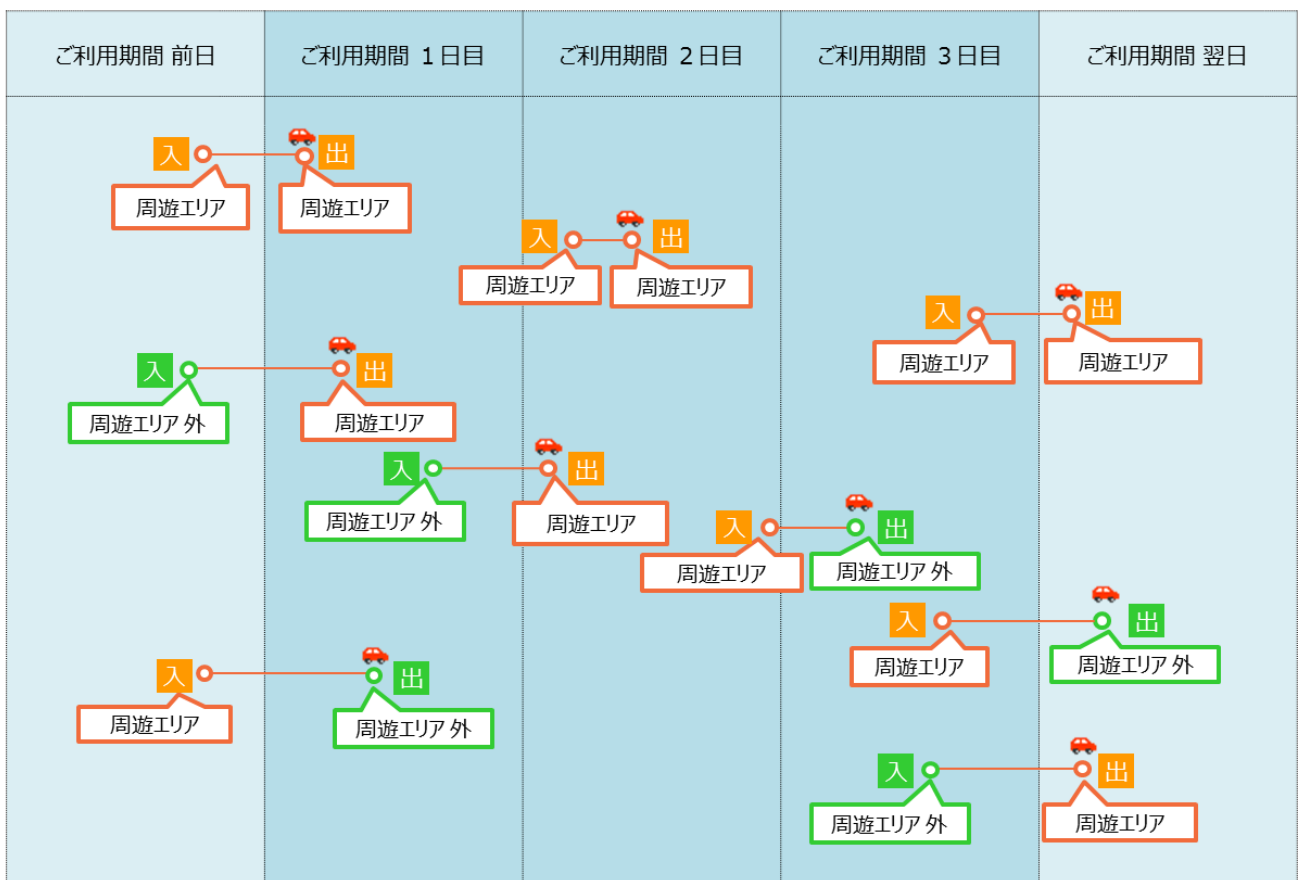 ご利用期間 前日
ご利用期間 1日目
ご利用期間 2日目
ご利用期間 3日目
ご利用期間 翌日
入
出
周遊エリア
周遊エリア
入
出
周遊エリア
周遊エリア
入
出
周遊エリア
周遊エリア
入
出
周遊エリア 外
周遊エリア
入
出
周遊エリア 外
周遊エリア
入
出
周遊エリア
周遊エリア 外
入
出
周遊エリア
周遊エリア 外
入
出
周遊エリア
周遊エリア 外
入
出
周遊エリア 外
周遊エリア